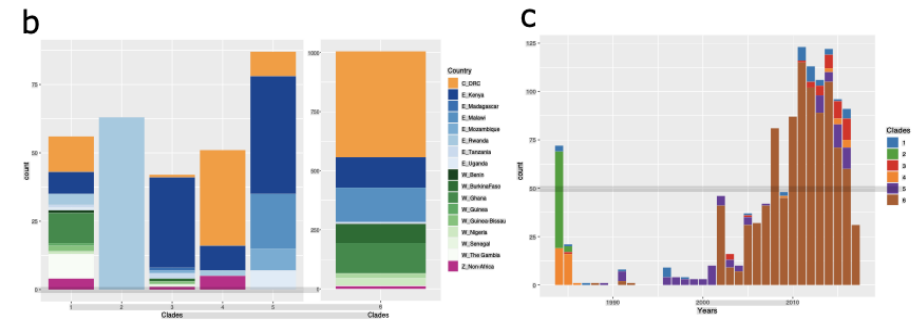 b
count
75
50
25
0
1
2
3
4
5
Clades
1000
750
500
250
0
Clades
Country
C_DRC
E_Kenya
E_Madagascar
E_Malawi
E_Mozambique
E_Rwanda
E_Tanzania
E_Uganda
W_Benin
W_BurkinaFaso
W_Ghana
W_Guinea
W_Guinea-Bissau
W_Nigeria
W_Senegal
W_The Gambia
Z_Non-Africa
c
count
125
100
75
50
25
0
1990
2000
2010
Years
Clades
1
2
3
4
5
6